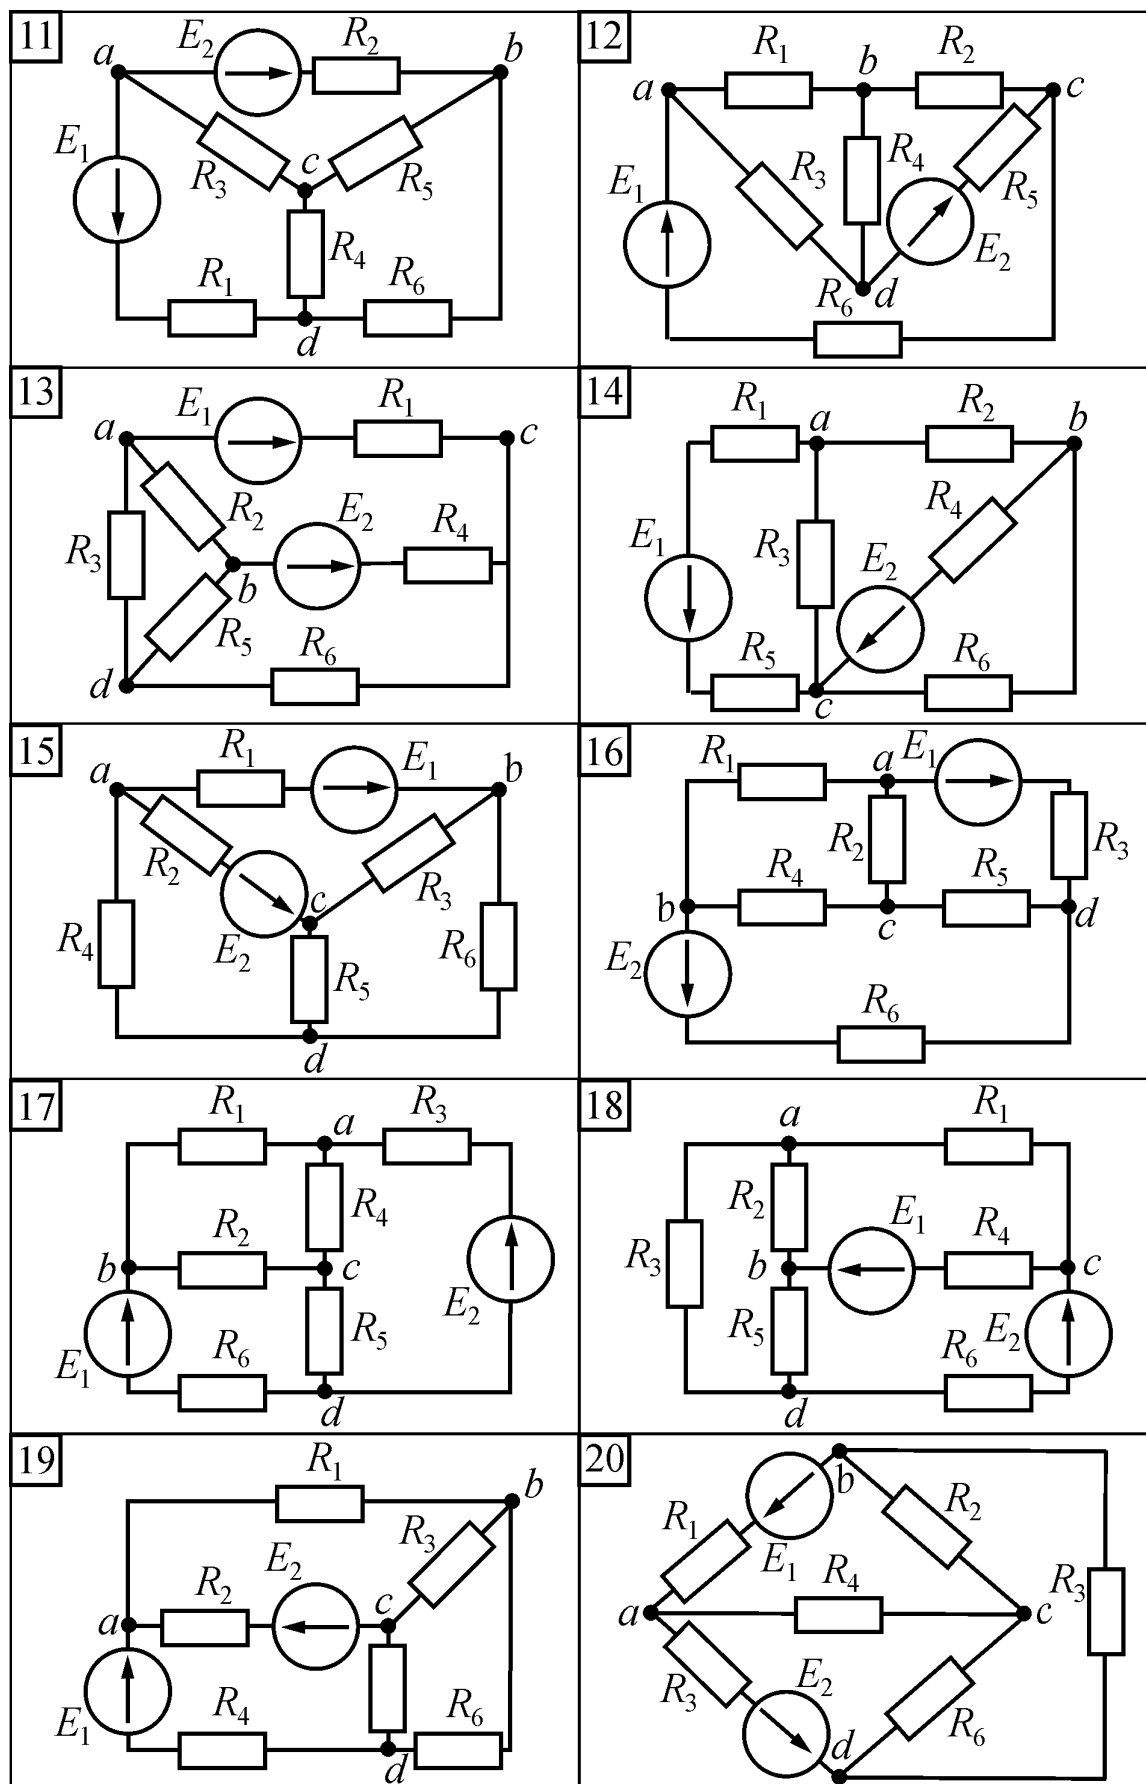 11
E2 R2
a b
E1 R3 c R5
R4
R1 R6
d
12
R1 b R2
a c
R3 R4 R5
E1 E2
R6 d
13
E1 R1
a c
R2 E2 R4
R3 b
R5 R6
d
14
R1 a R2 b
R4
E1 R3 E2
R5 R6
c
15
R1 E1 b
a
R2 c R3
R4 E2 R5 R6
d
16
R1 a E1
R2 R3
R4 R5
b c d
E2 R6
17
R1 a R3
R4
R2
b c
E2
R6 R5
E1
d
18
a R1
R2 E1 R4
R3 b c
R5 R6 E2
d
19
R1 b
R3
E2
R2 c
a
E1 R4 R6
d
20
b
R1 R2
E1 R4 R3
a c
R3 E2 R6
d